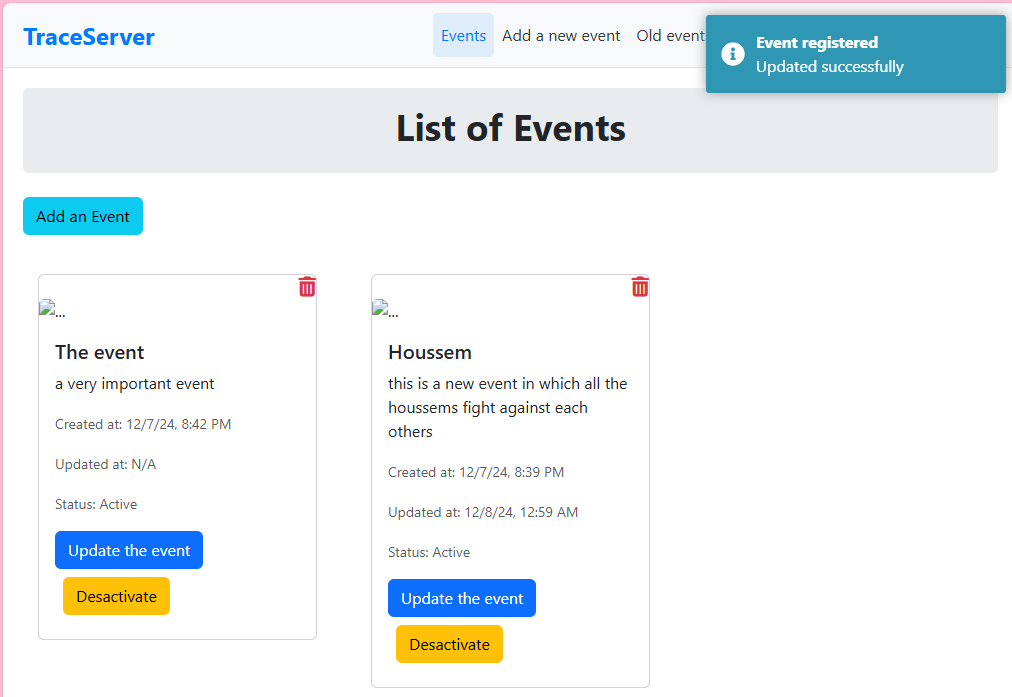 TraceServer
Events Add a new event Old event
Event registered
Updated successfully
List of Events
Add an Event
...
The event
a very important event
Created at: 12/7/24, 8:42 PM
Updated at: N/A
Status: Active
Update the event
Desactivate
...
Houssem
this is a new event in which all the
houssems fight against each
others
Created at: 12/7/24, 8:39 PM
Updated at: 12/8/24, 12:59 AM
Status: Active
Update the event
Desactivate